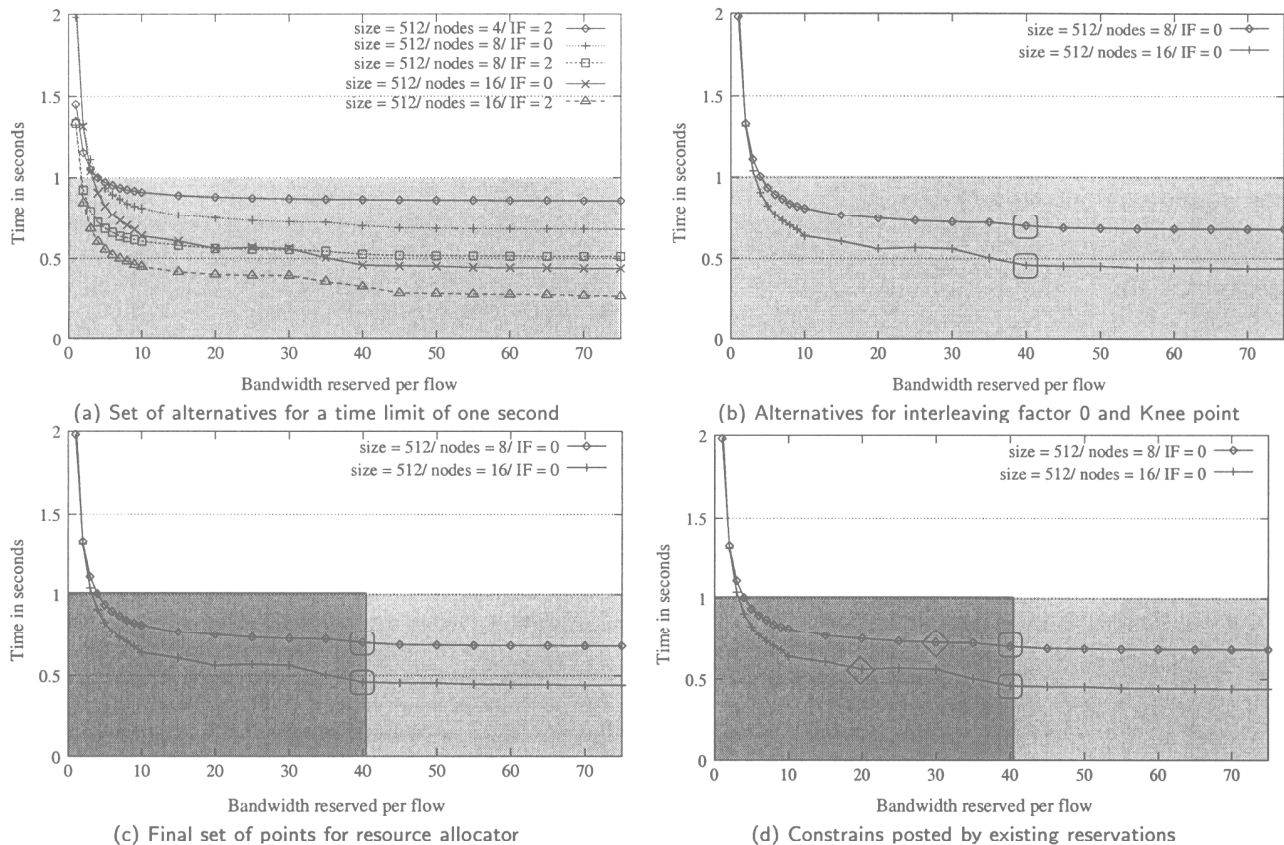 2
1.5
1
0.5
0
Time in seconds
size = 512/ nodes = 4/ IF = 2
size = 512/ nodes = 8/ IF = 0
size = 512/ nodes = 8/ IF = 2
size = 512/ nodes = 16/ IF = 0
size = 512/ nodes = 16/ IF = 2
0 10 20 30 40 50 60 70
Bandwidth reserved per flow
(a) Set of alternatives for a time limit of one second
2
1.5
1
0.5
0
Time in seconds
size = 512/ nodes = 8/ IF = 0
size = 512/ nodes = 16/ IF = 0
0 10 20 30 40 50 60 70
Bandwidth reserved per flow
(b) Alternatives for interleaving factor 0 and Knee point
2
1.5
1
0.5
0
Time in seconds
size = 512/ nodes = 8/ IF = 0
size = 512/ nodes = 16/ IF = 0
0 10 20 30 40 50 60 70
Bandwidth reserved per flow
(c) Final set of points for resource allocator
2
1.5
1
0.5
0
Time in seconds
size = 512/ nodes = 8/ IF = 0
size = 512/ nodes = 16/ IF = 0
0 10 20 30 40 50 60 70
Bandwidth reserved per flow
(d) Constrains posted by existing reservations